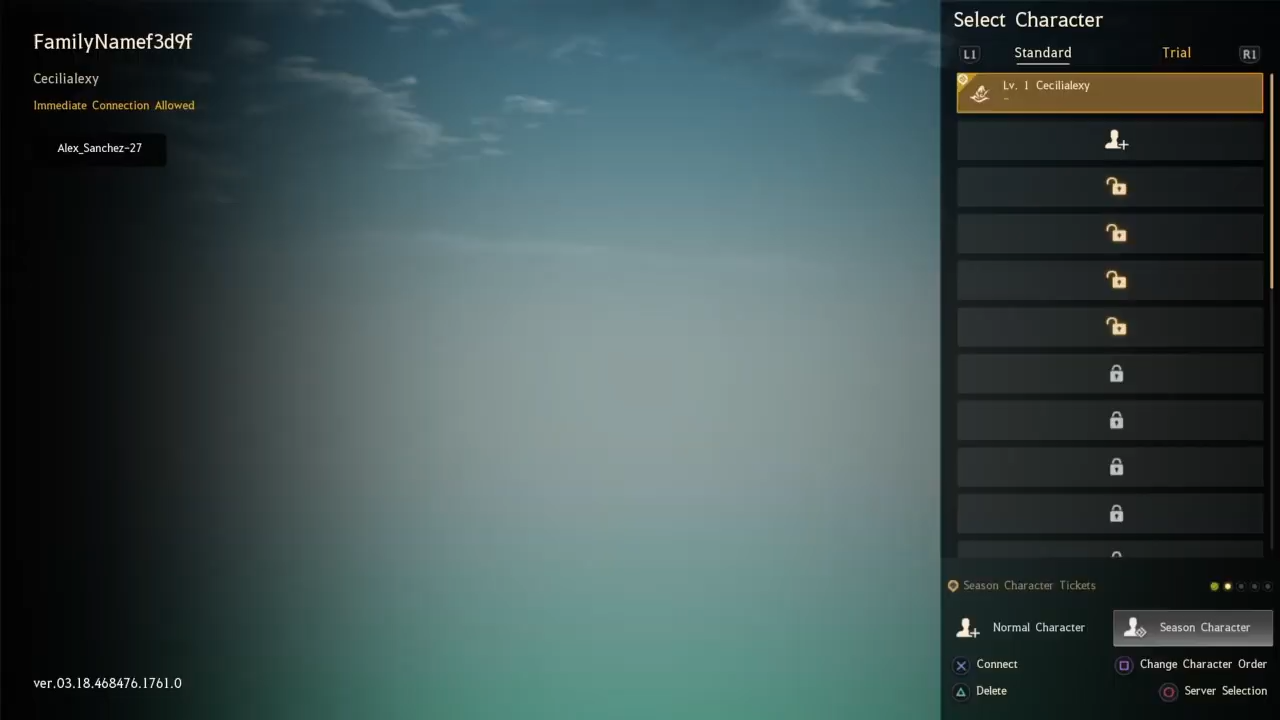 FamilyNamef3d9f
Cecilialexy
Immediate Connection Allowed
Alex_Sanchez-27
ver.03.18.468476.1761.0
Select Character
L1 Standard Trial R1
Lv. 1 Cecilialexy
-
Season Character Tickets
Normal Character Season Character
Connect Change Character Order
Delete Server Selection